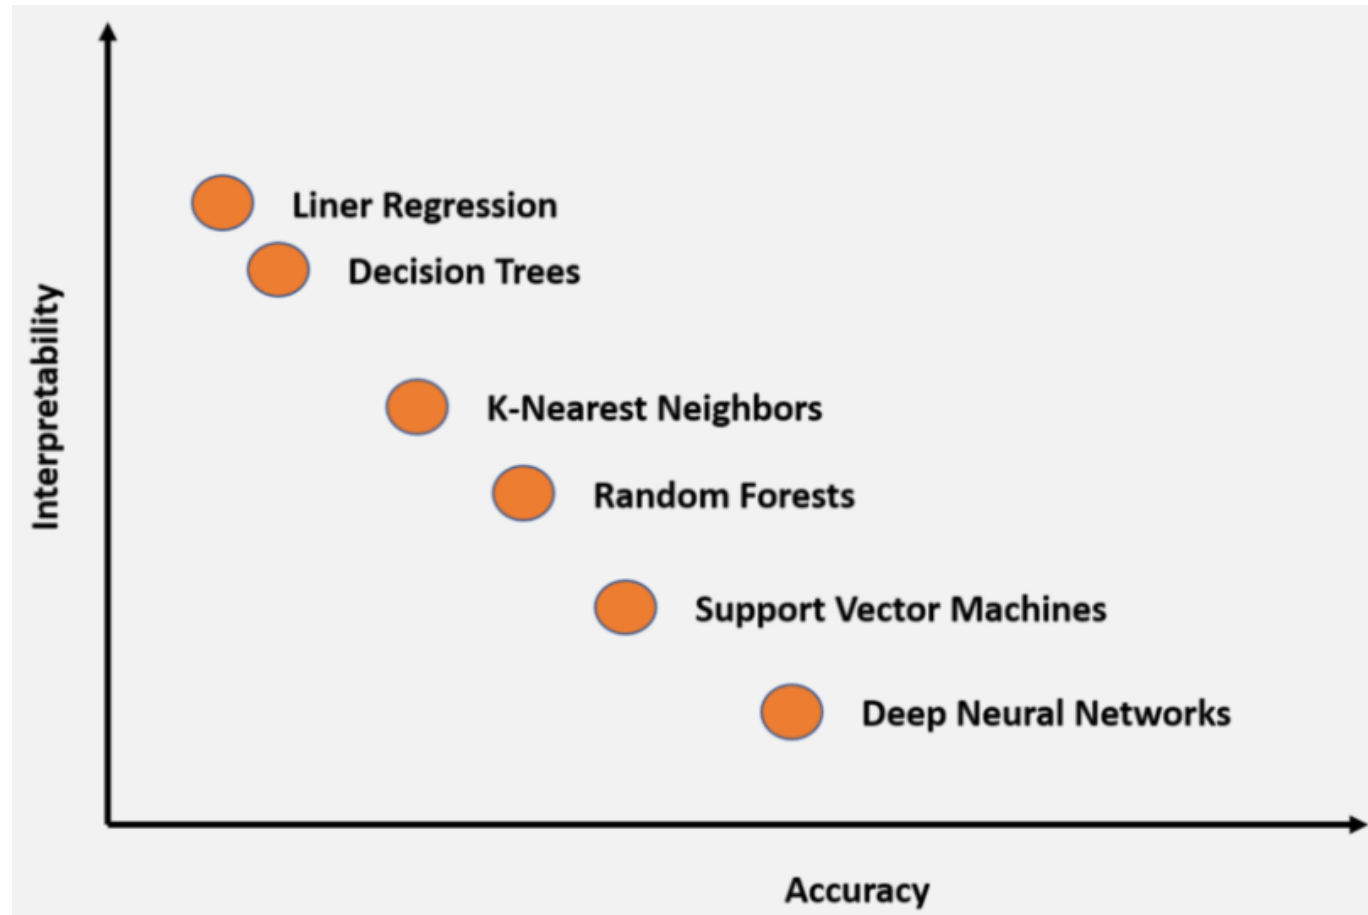 Liner Regression
Decision Trees
K-Nearest Neighbors
Random Forests
Support Vector Machines
Deep Neural Networks
Interpretability
Accuracy